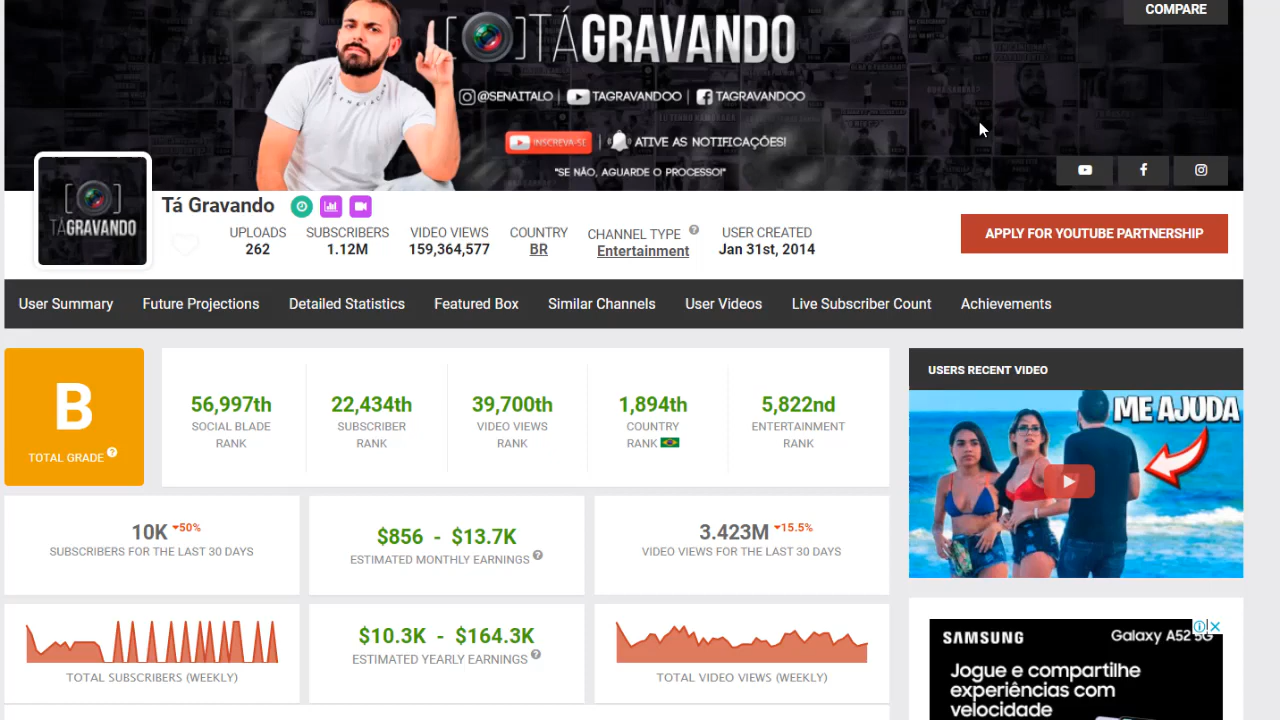 COMPARE
TÁGRAVANDO
@SENAITALO | TAGRAVANDOO | TAGRAVANDOO
INSCREVA-SE | ATIVE AS NOTIFICAÇÕES!
"SE NÃO, AGUARDE O PROCESSO!"
TÁGRAVANDO
Tá Gravando
UPLOADS
262
SUBSCRIBERS
1.12M
VIDEO VIEWS
159,364,577
COUNTRY
BR
CHANNEL TYPE ?
Entertainment
USER CREATED
Jan 31st, 2014
APPLY FOR YOUTUBE PARTNERSHIP
User Summary
Future Projections
Detailed Statistics
Featured Box
Similar Channels
User Videos
Live Subscriber Count
Achievements
B
TOTAL GRADE ?
56,997th
SOCIAL BLADE
RANK
22,434th
SUBSCRIBER
RANK
39,700th
VIDEO VIEWS
RANK
1,894th
COUNTRY
RANK
5,822nd
ENTERTAINMENT
RANK
USERS RECENT VIDEO
ME AJUDA
10K 50%
SUBSCRIBERS FOR THE LAST 30 DAYS
$856 - $13.7K
ESTIMATED MONTHLY EARNINGS ?
3.423M 15.5%
VIDEO VIEWS FOR THE LAST 30 DAYS
TOTAL SUBSCRIBERS (WEEKLY)
$10.3K - $164.3K
ESTIMATED YEARLY EARNINGS ?
TOTAL VIDEO VIEWS (WEEKLY)
SAMSUNG
Galaxy A52 5G
Jogue e compartilhe
experiências com
velocidade